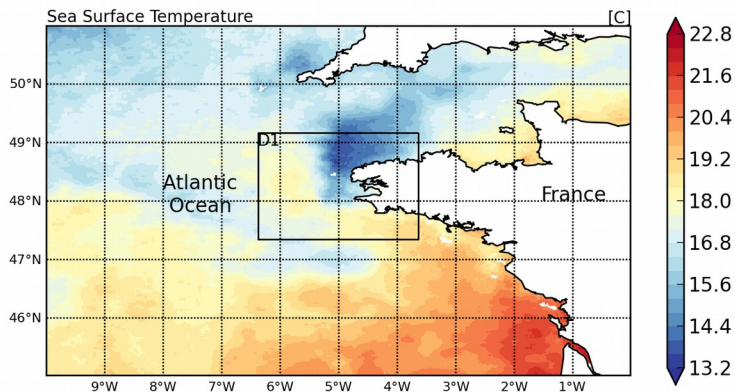 Sea Surface Temperature [C]
50°N
49°N
48°N
47°N
46°N
D1
Atlantic
Ocean
France
9°W 8°W 7°W 6°W 5°W 4°W 3°W 2°W 1°W
22.8
21.6
20.4
19.2
18.0
16.8
15.6
14.4
13.2